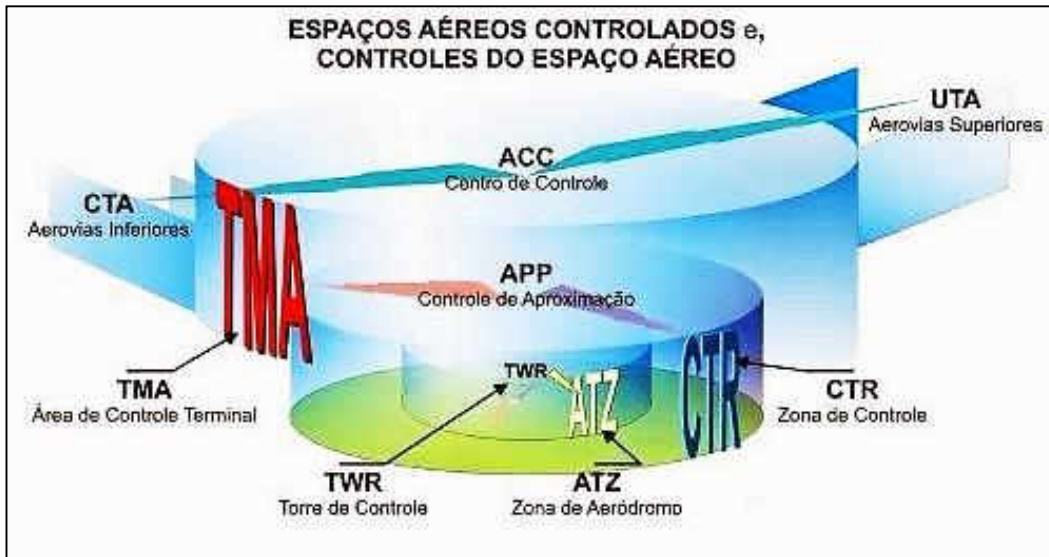 ESPAÇOS AÉREOS CONTROLADOS e,
CONTROLES DO ESPAÇO AÉREO
UTA
Aerovias Superiores
ACC
Centro de Controle
CTA
Aerovias Inferiores
TMA
APP
Controle de Aproximação
TWR
ATZ
CTR
TMA
Área de Controle Terminal
CTR
Zona de Controle
TWR
Torre de Controle
ATZ
Zona de Aeródromo